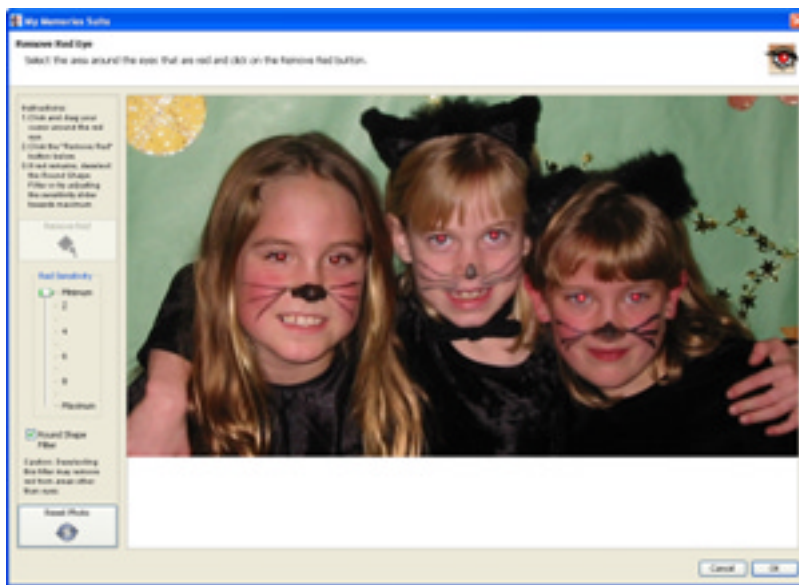 My Memories Suite
Remove Red Eye
Select the area around the eyes that are red and click on the Remove Red button.
Instructions:
1.Click and drag your
cursor around the red
eye.
2.Click the "Remove Red"
button below.
3.If red remains, deselect
the Round Shape
Filter or try adjusting
the sensitivity slider
towards maximum
Remove Red
Red Sensitivity
Minimum
2
4
6
8
Maximum
Round Shape
Filter
Caution: Deselecting
this filter may remove
red from areas other
than eyes.
Reset Photo
Cancel
OK